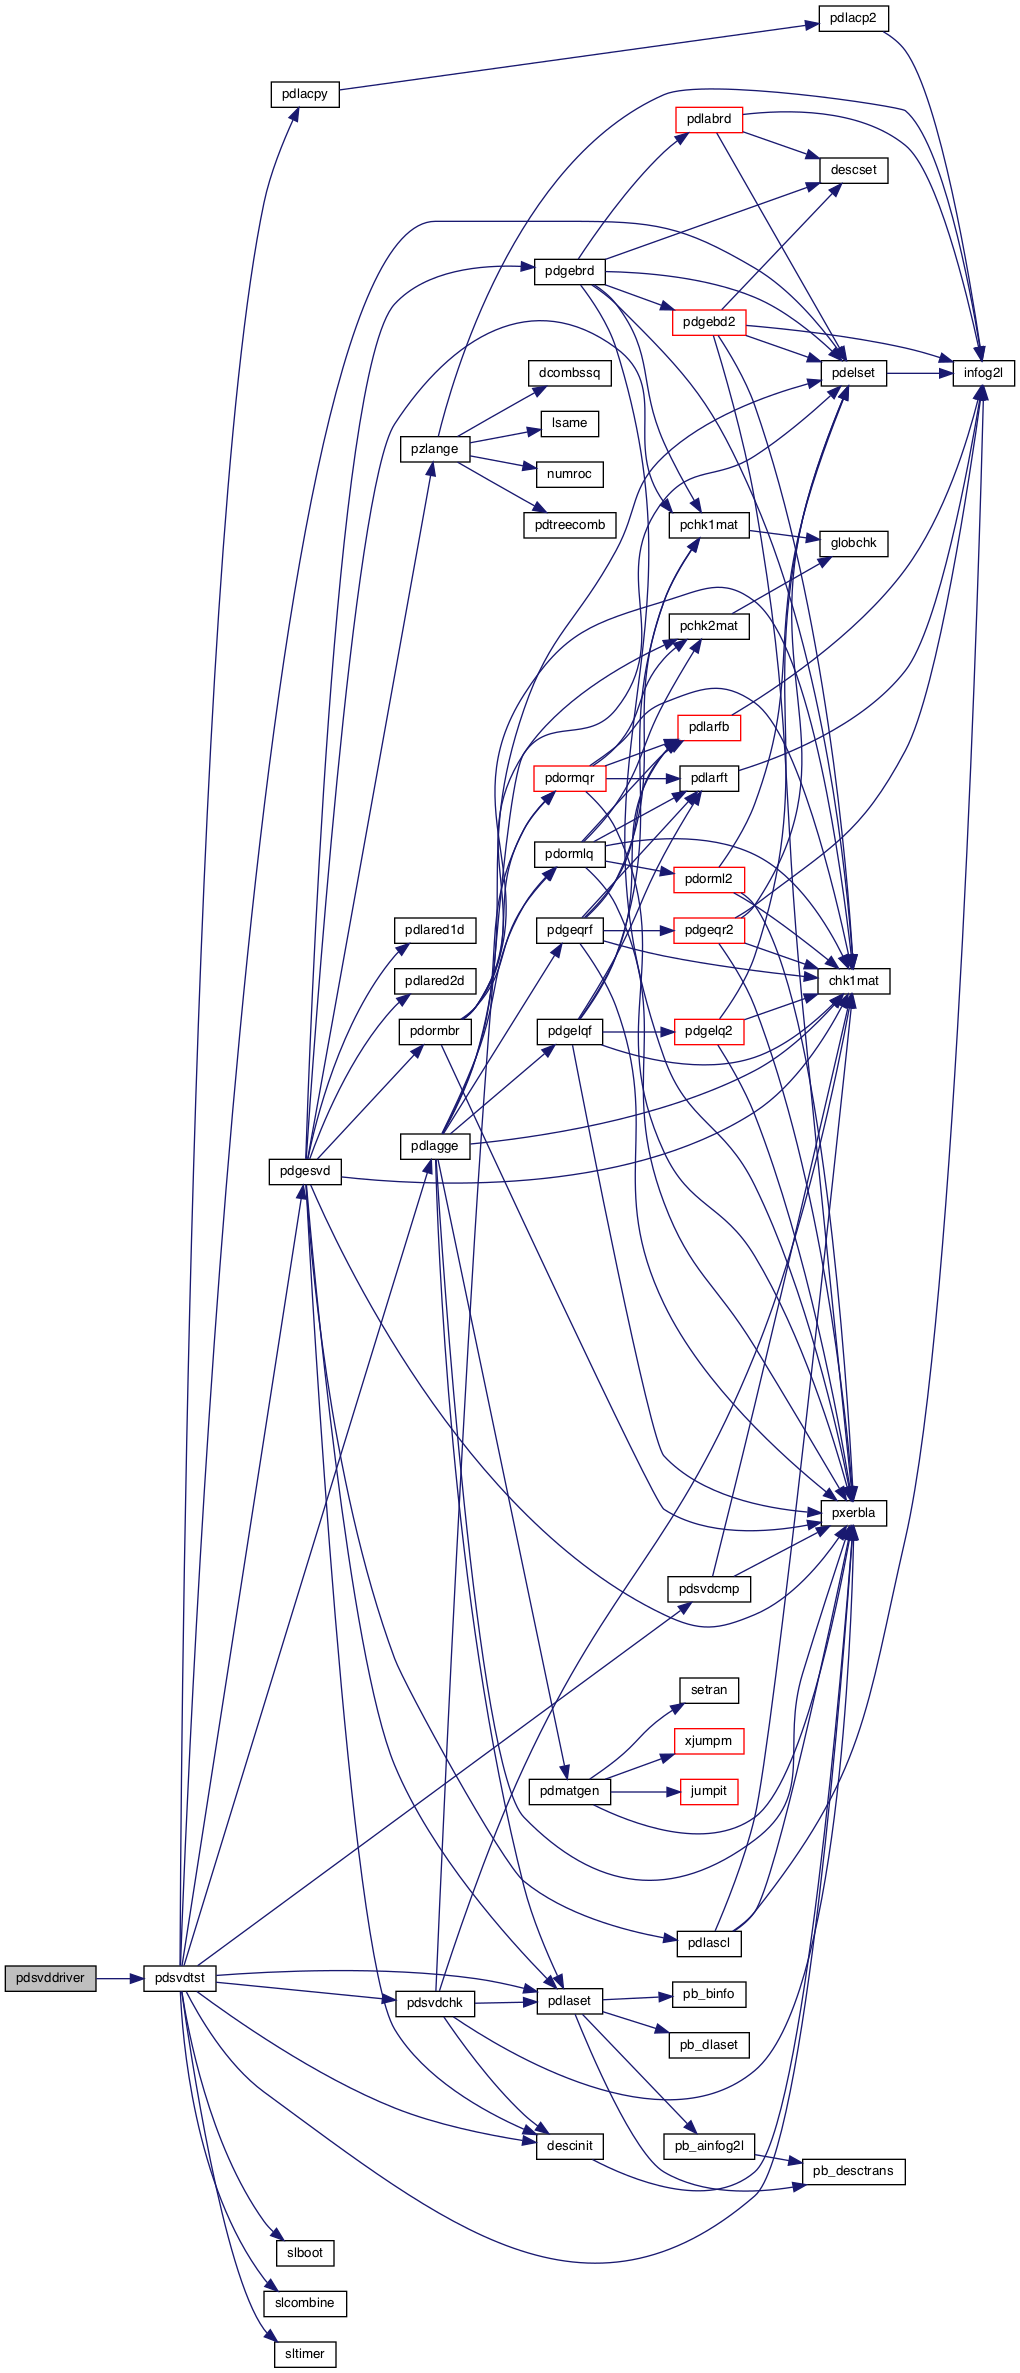 pdlacp2
pdlacpy
pdlabrd
descset
pdgebrd
pdgebd2
pdelset
infog2l
dcombssq
lsame
pzlange
numroc
pdtreecomb
pchk1mat
globchk
pchk2mat
pdlarfb
pdormqr
pdlarft
pdormlq
pdorml2
pdlared1d
pdgeqrf
pdgeqr2
pdlared2d
chk1mat
pdormbr
pdgelqf
pdgelq2
pdlagge
pdgesvd
pxerbla
pdsvdcmp
setran
xjumpm
pdmatgen
jumpit
pdlascl
pdsvddriver
pdsvdtst
pdsvdchk
pdlaset
pb_binfo
pb_dlaset
descinit
pb_ainfog2l
pb_desctrans
slboot
slcombine
sltimer